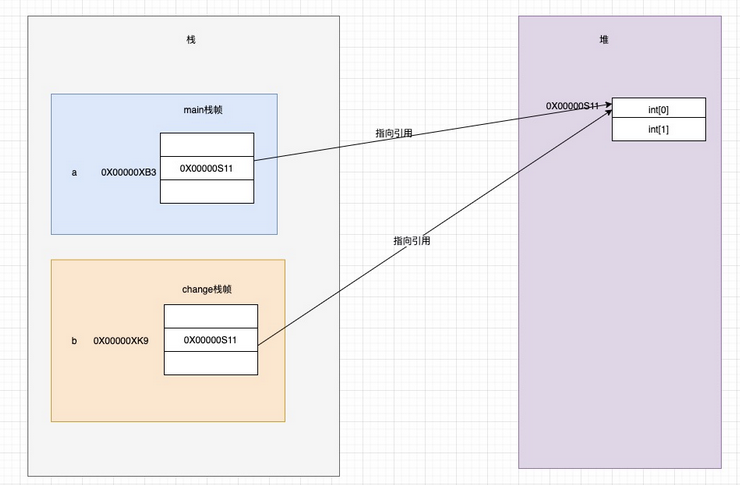 栈
堆
main栈帧
a
0X00000XB3
0X00000S11
指向引用
0X00000S11
int[0]
int[1]
指向引用
change栈帧
b
0X00000XK9
0X00000S11